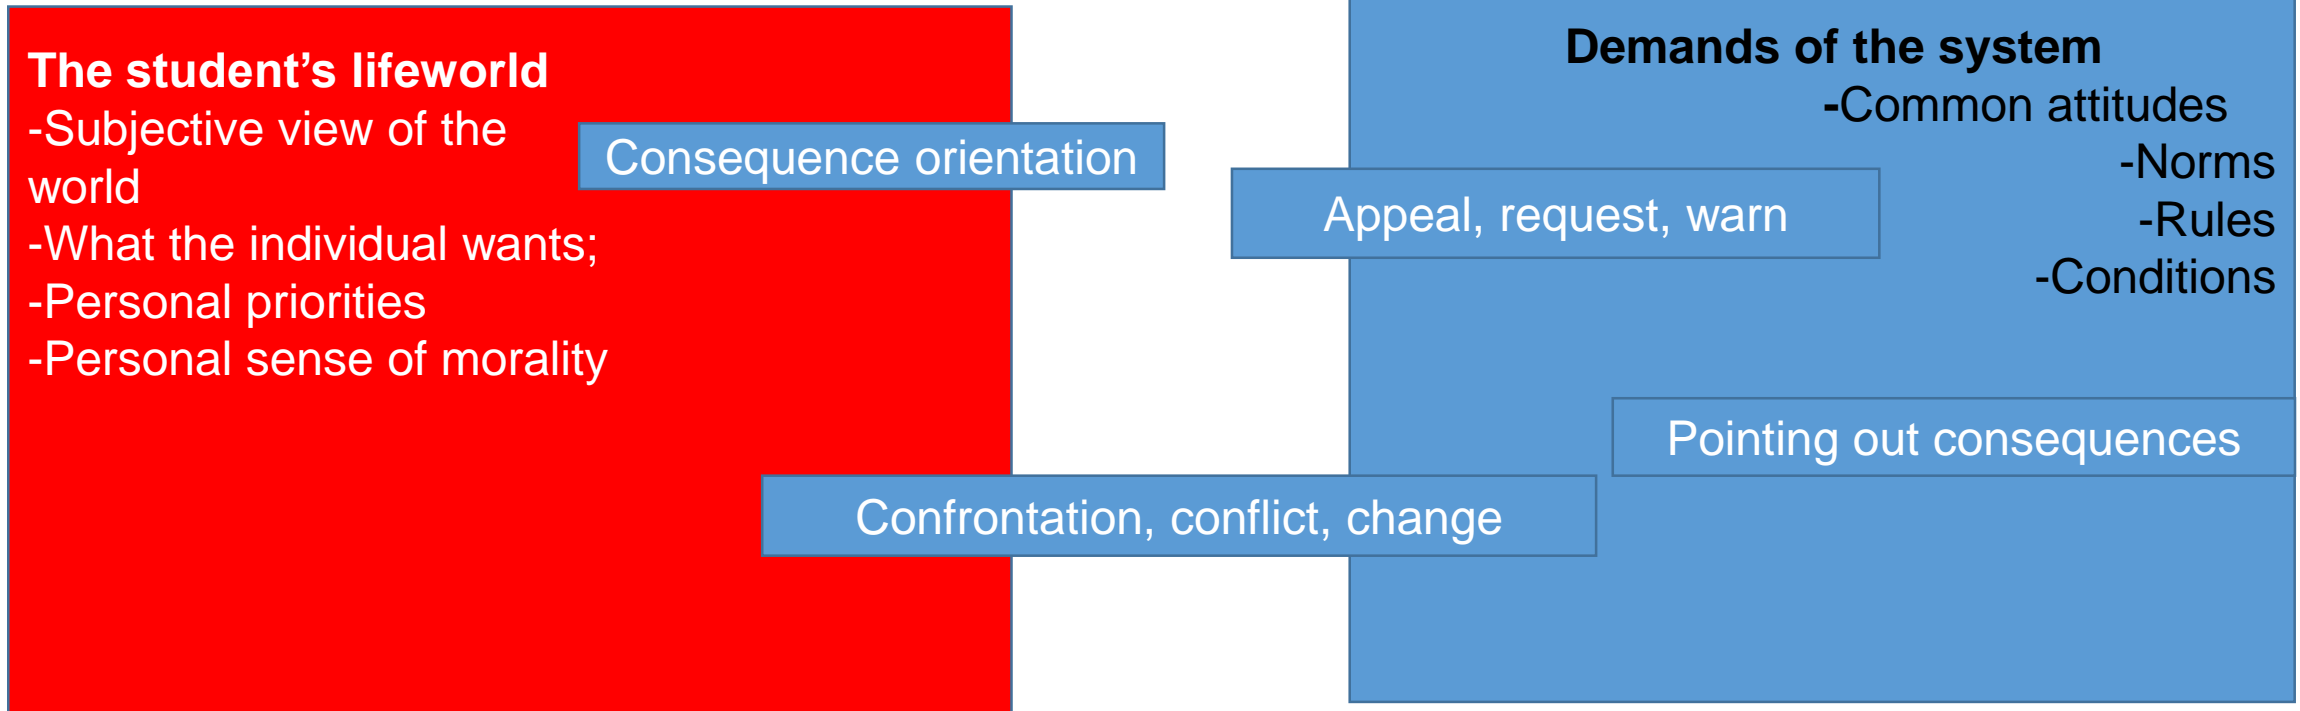 The student’s lifeworld
-Subjective view of the
world
-What the individual wants;
-Personal priorities
-Personal sense of morality
Consequence orientation
Demands of the system
-Common attitudes
-Norms
-Rules
-Conditions
Appeal, request, warn
Pointing out consequences
Confrontation, conflict, change